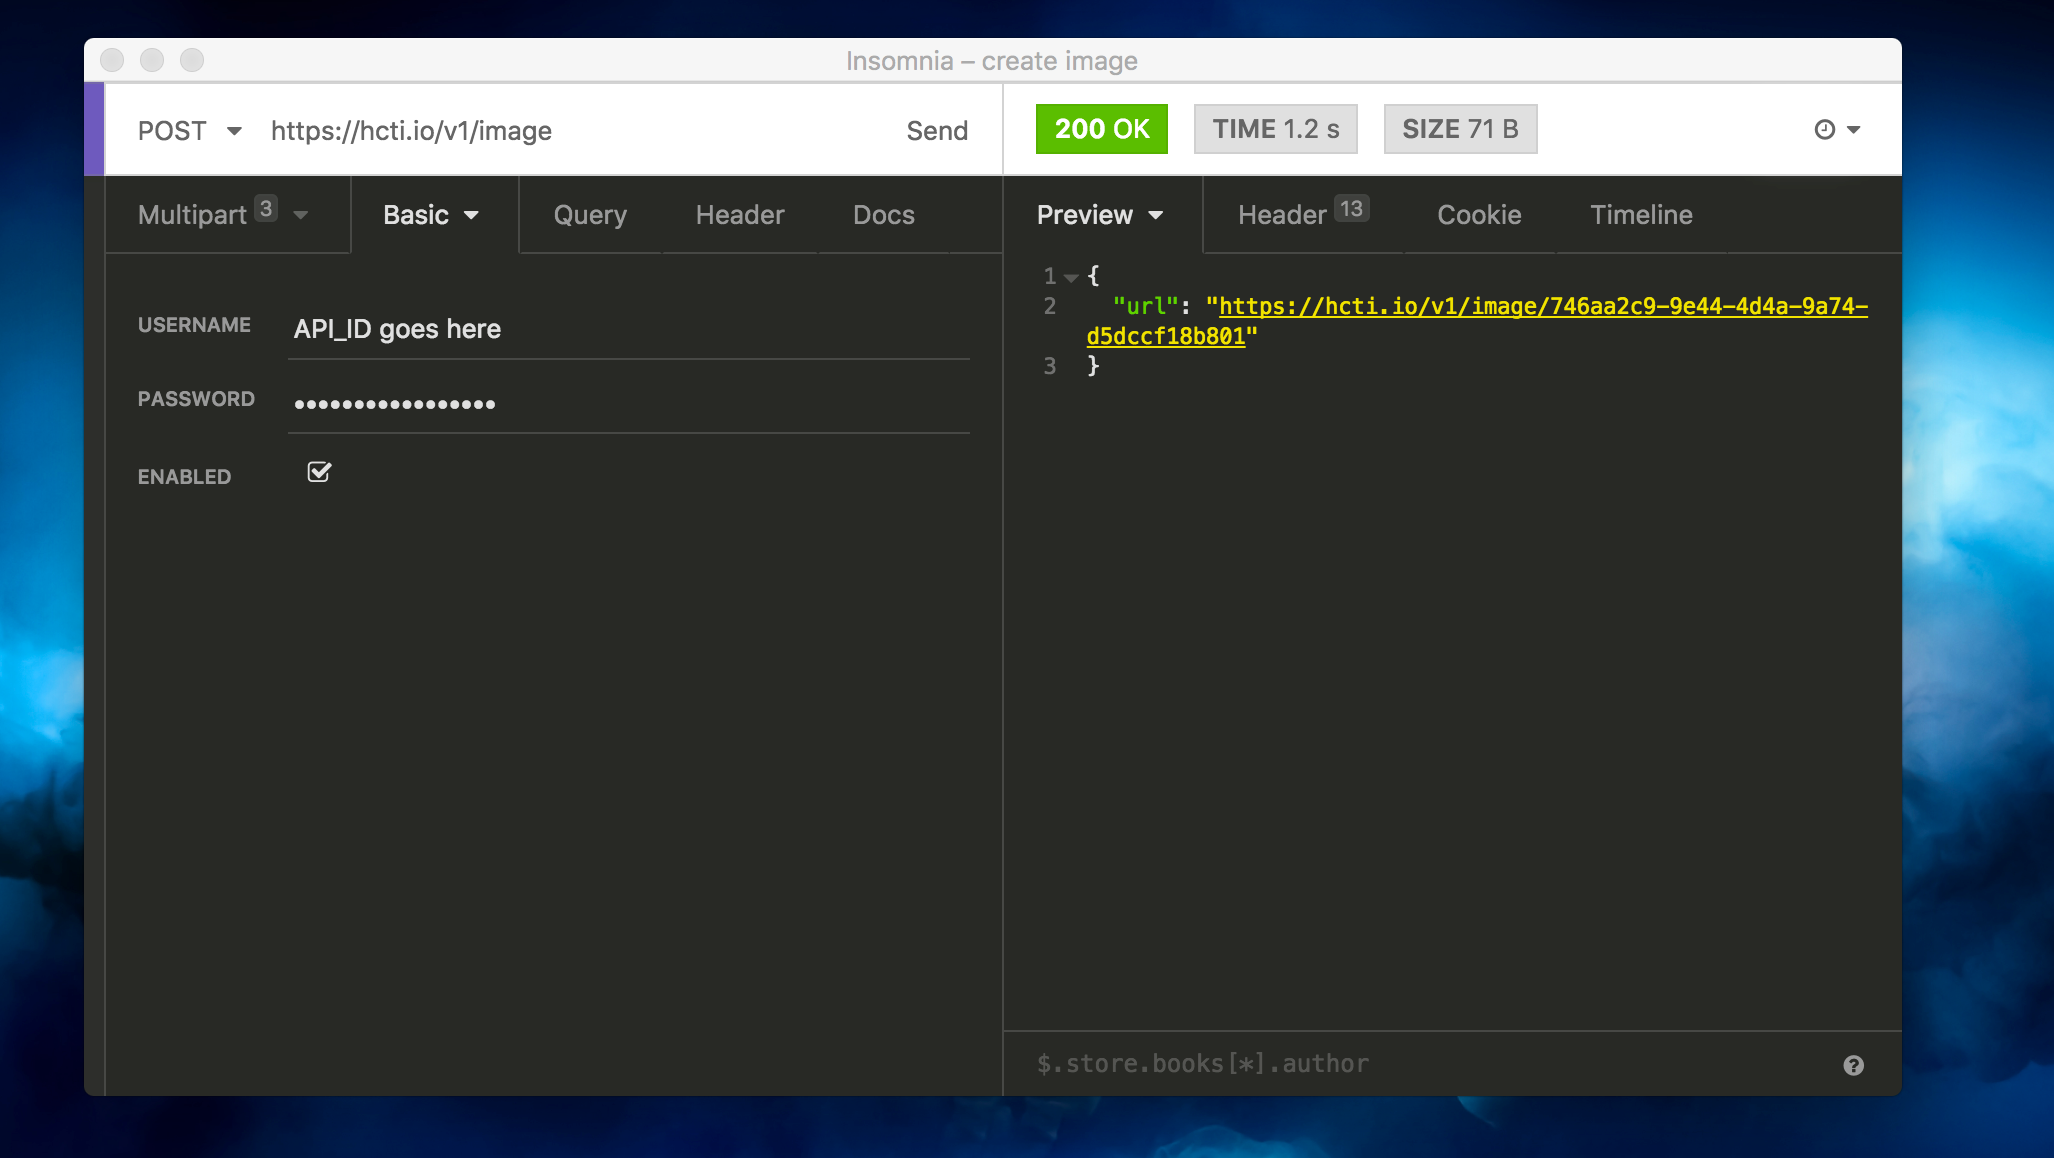 Insomnia – create image
POST https://hcti.io/v1/image Send
200 OK TIME 1.2 s SIZE 71 B
Multipart 3 Basic Query Header Docs
Preview Header 13 Cookie Timeline
USERNAME API_ID goes here
PASSWORD •••••••••••••••••
ENABLED
1 {
2 "url": "https://hcti.io/v1/image/746aa2c9-9e44-4d4a-9a74-
d5dccf18b801"
3 }
$.store.books[*].author